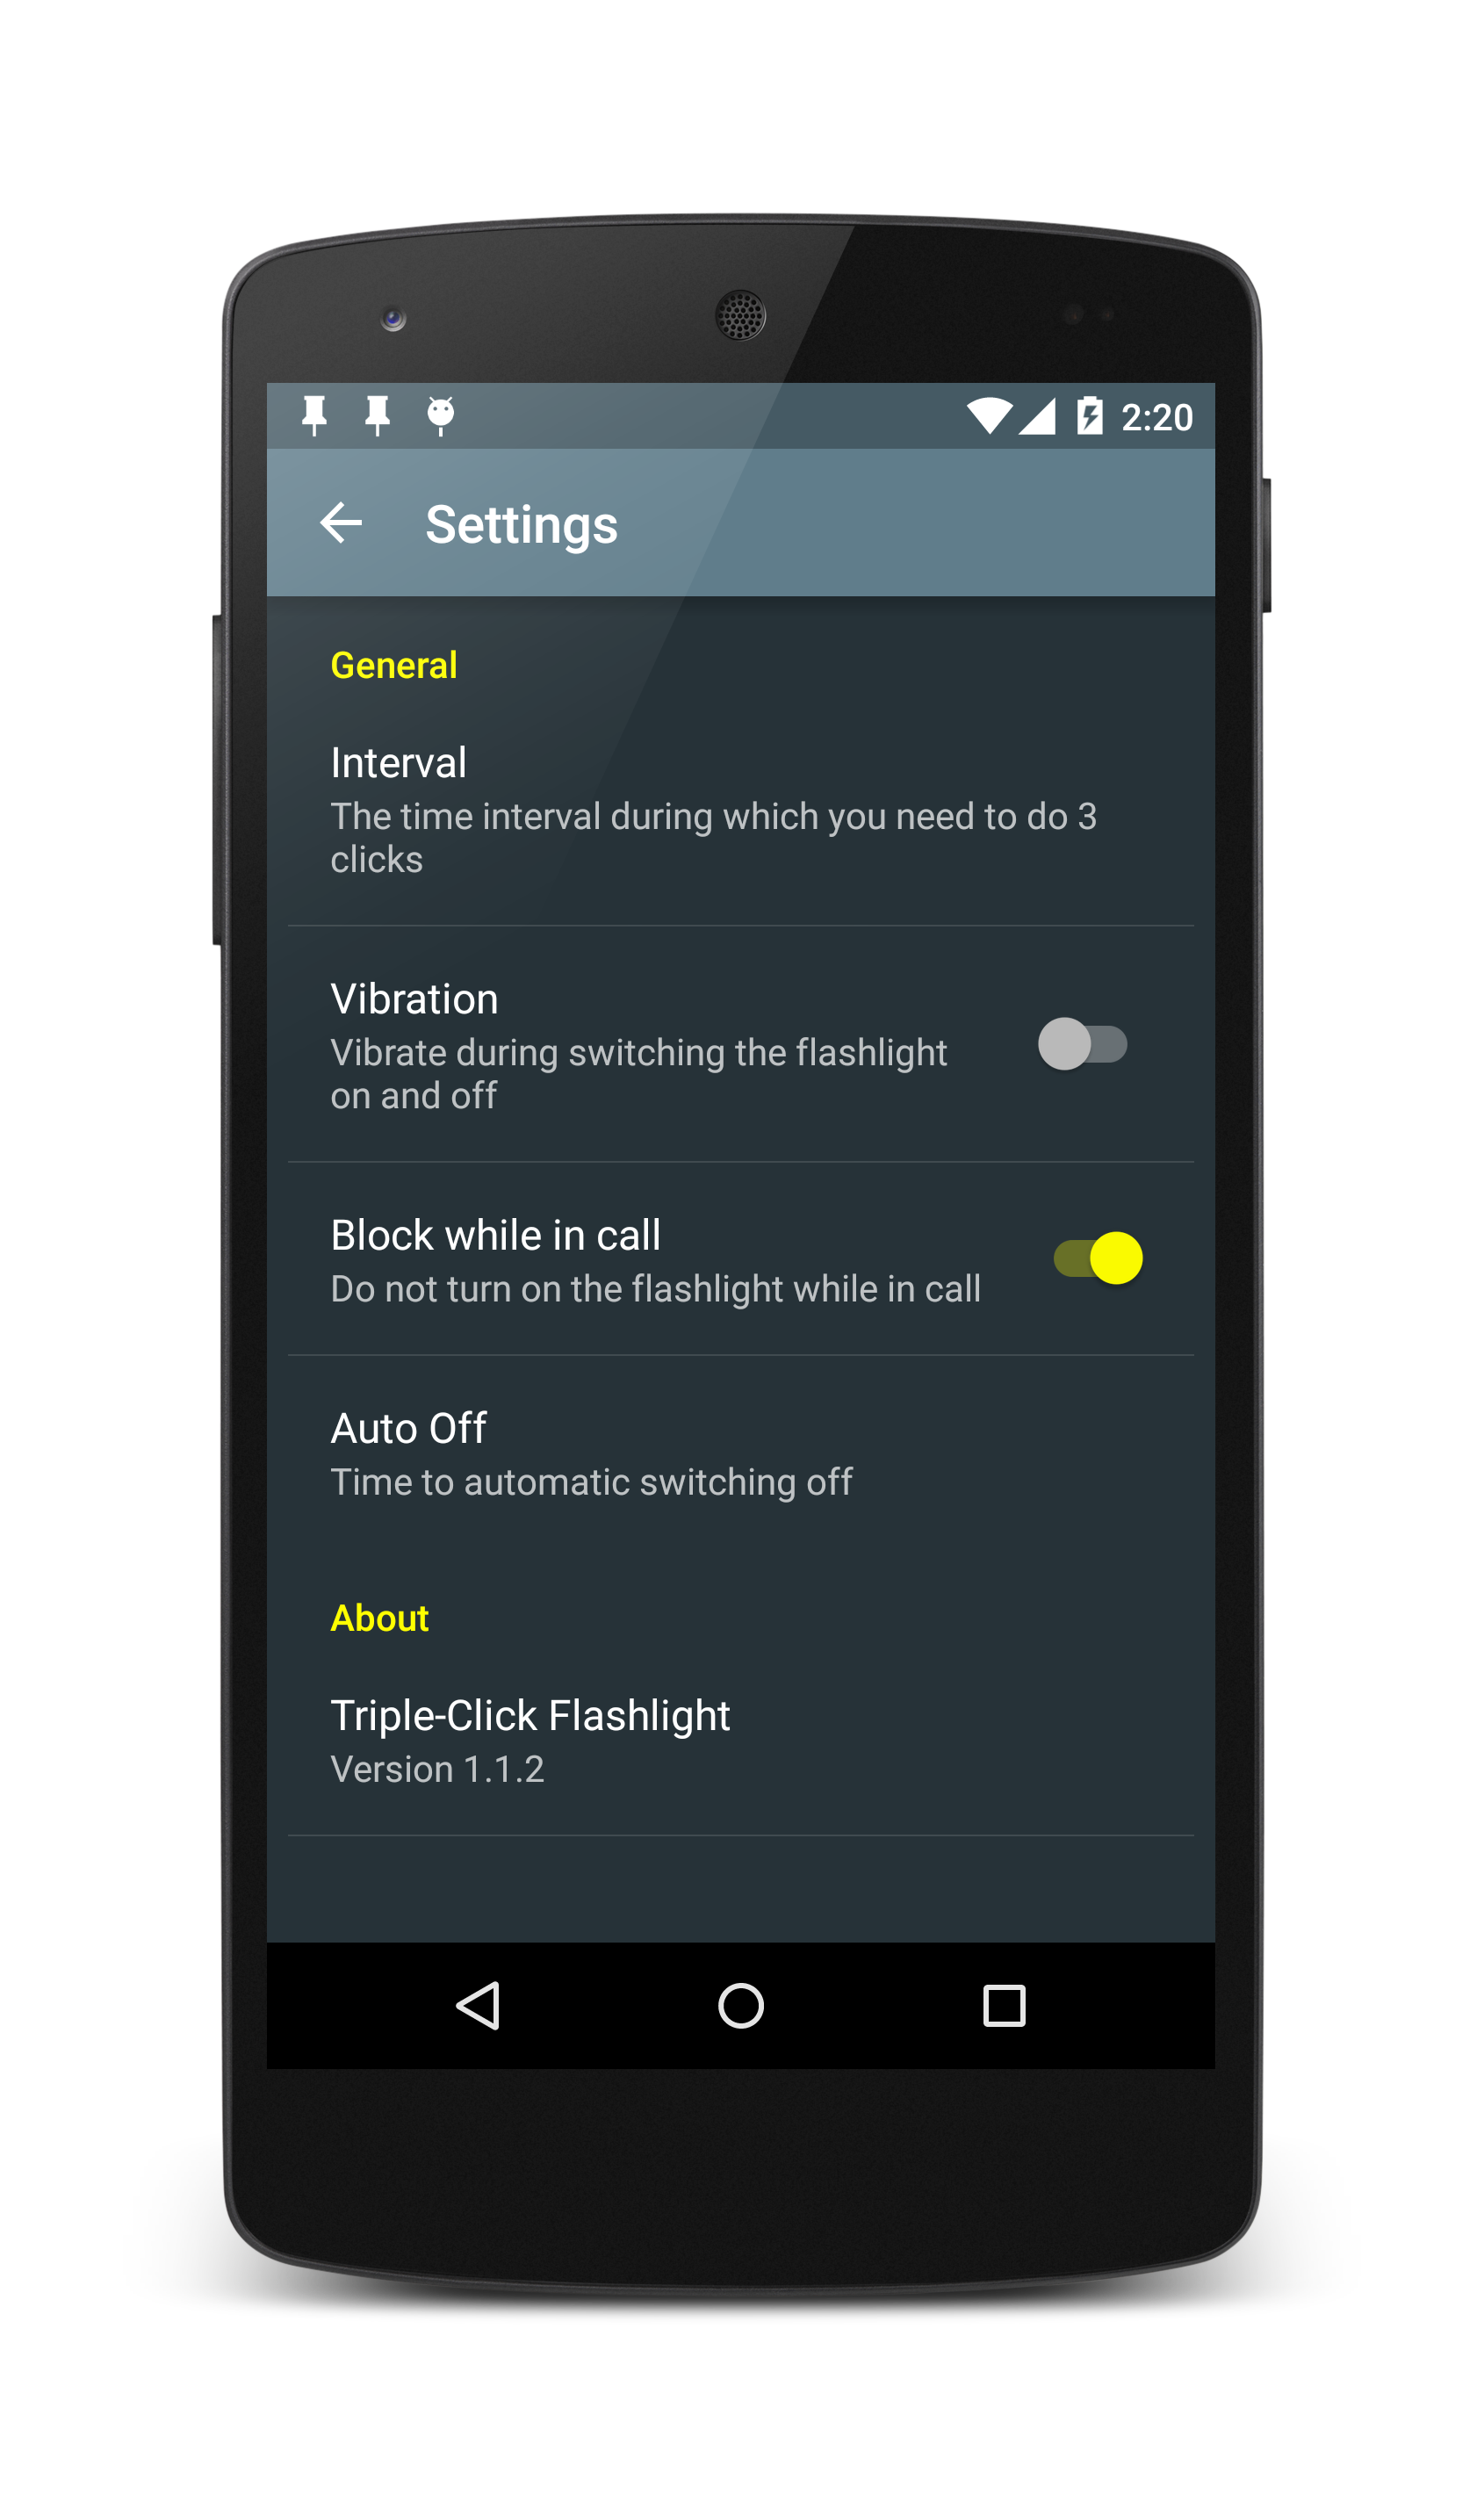 2:20
Settings
General
Interval
The time interval during which you need to do 3
clicks
Vibration
Vibrate during switching the flashlight
on and off
Block while in call
Do not turn on the flashlight while in call
Auto Off
Time to automatic switching off
About
Triple-Click Flashlight
Version 1.1.2